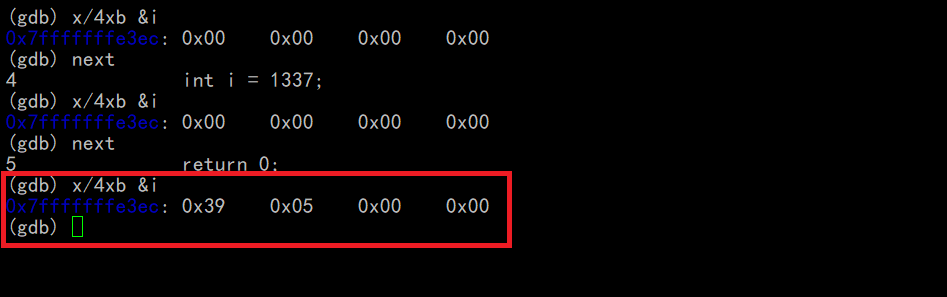 (gdb) x/4xb &i
0x7fffffffe3ec: 0x00 0x00 0x00 0x00
(gdb) next
4 int i = 1337;
(gdb) x/4xb &i
0x7fffffffe3ec: 0x00 0x00 0x00 0x00
(gdb) next
5 return 0;
(gdb) x/4xb &i
0x7fffffffe3ec: 0x39 0x05 0x00 0x00
(gdb)